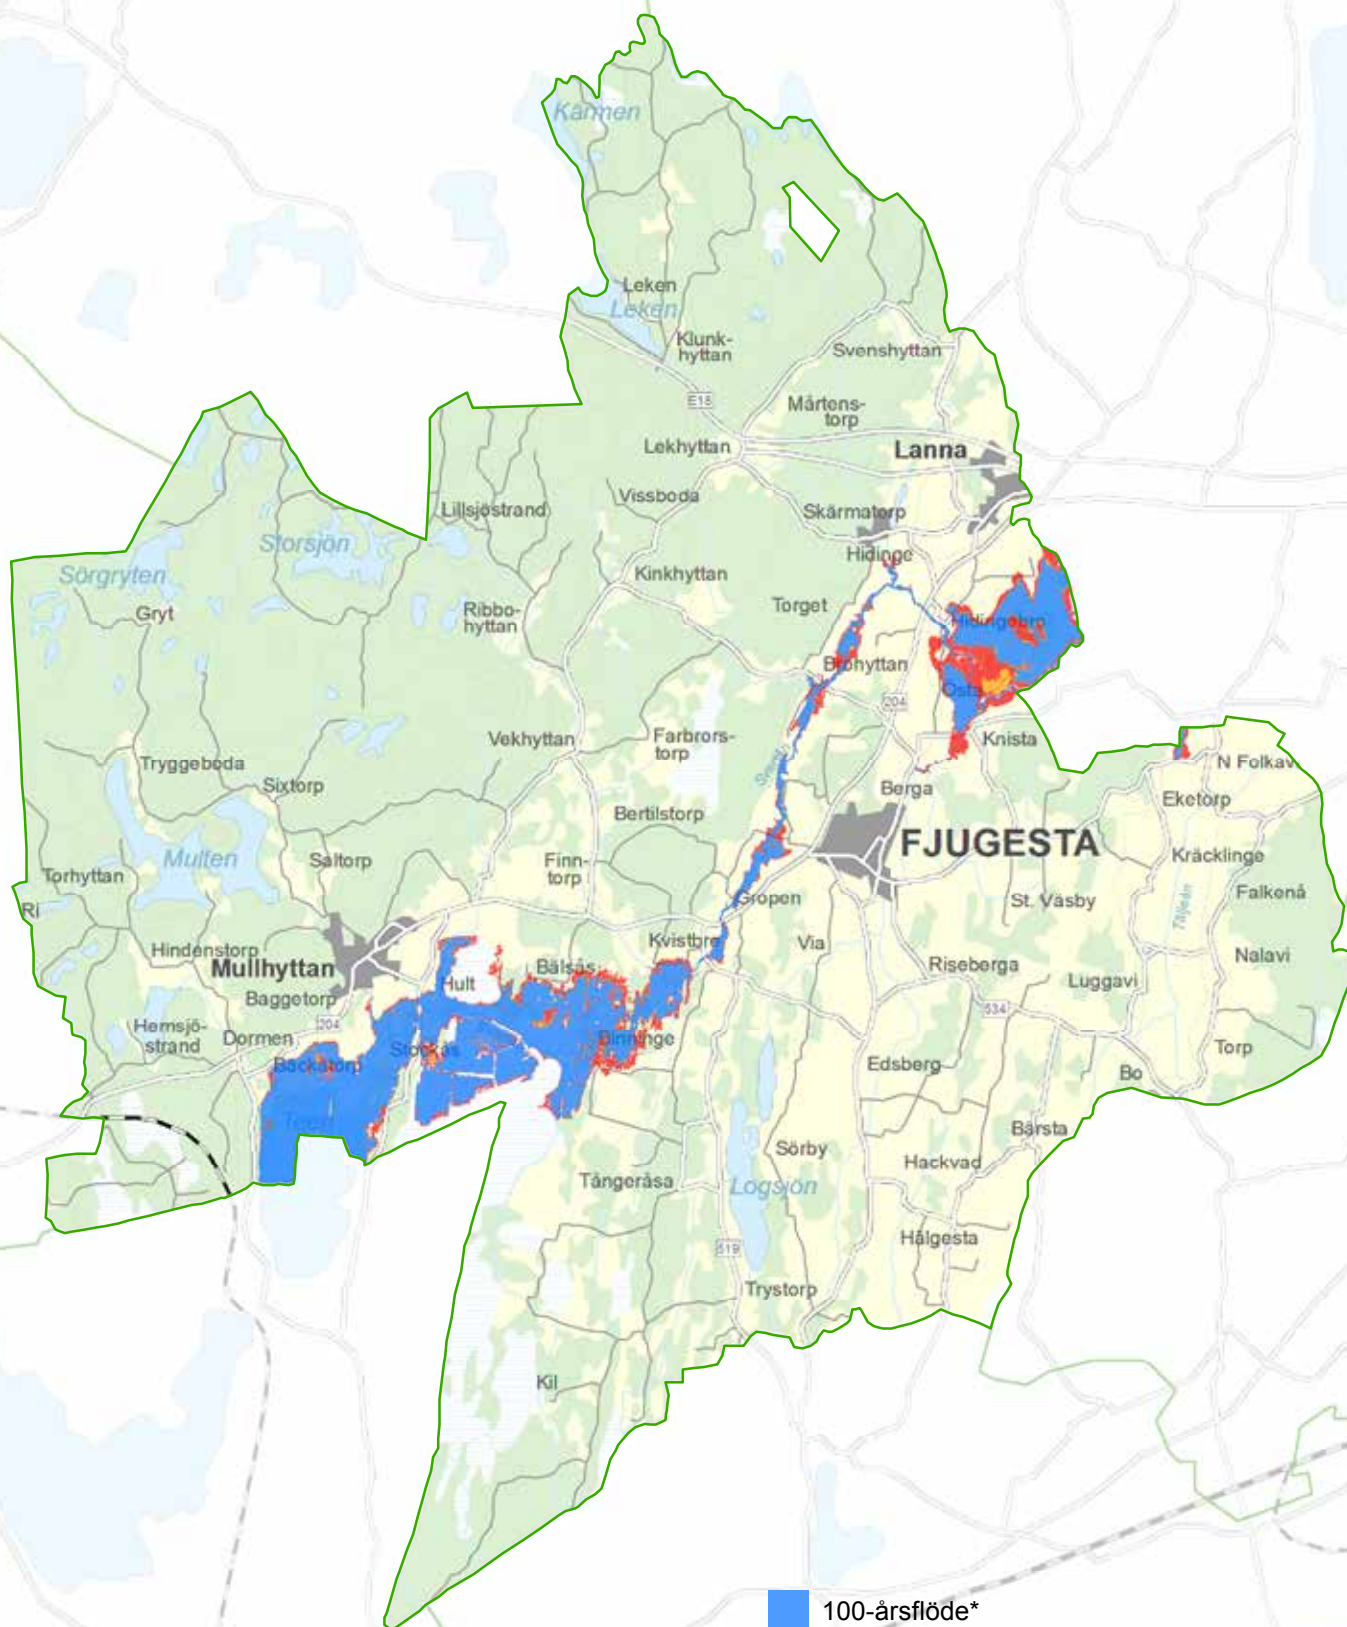 Kärmen
Leken
Leken
Klunk-
hyttan
Svenshyttan
E18
Mårtens-
torp
Lekhyttan
Lanna
Vissboda
Lillsjöstrand
Skärmatorp
Storsjön
Hidinge
Sörgryten
Kinkhyttan
Gryt
Ribbo-
hyttan
Torget
Hidingebro
Brohyttan
Östa
204
Vekhyttan
Farbrors-
torp
Knista
Tryggeboda
N Folkav
Sixtorp
Berga
Eketorp
Bertilstorp
FJUGESTA
Multen
Saltorp
Finn-
torp
Kräcklinge
Torhyttan
Falkenå
Gropen
St. Väsby
Täljeån
Ri
Kvistbro
Via
Hindenstorp
Mullhyttan
Bälsås
Riseberga
Nalavi
Hult
Luggavi
Baggetorp
534
204
Hemsjö-
strand
Dormen
Binninge
Stockås
Torp
Backatorp
Edsberg
Bo
Teen
Bärsta
Sörby
Hackvad
Tångeråsa
Logsjön
Hälgesta
519
Trystorp
Kil
100-årsflöde*